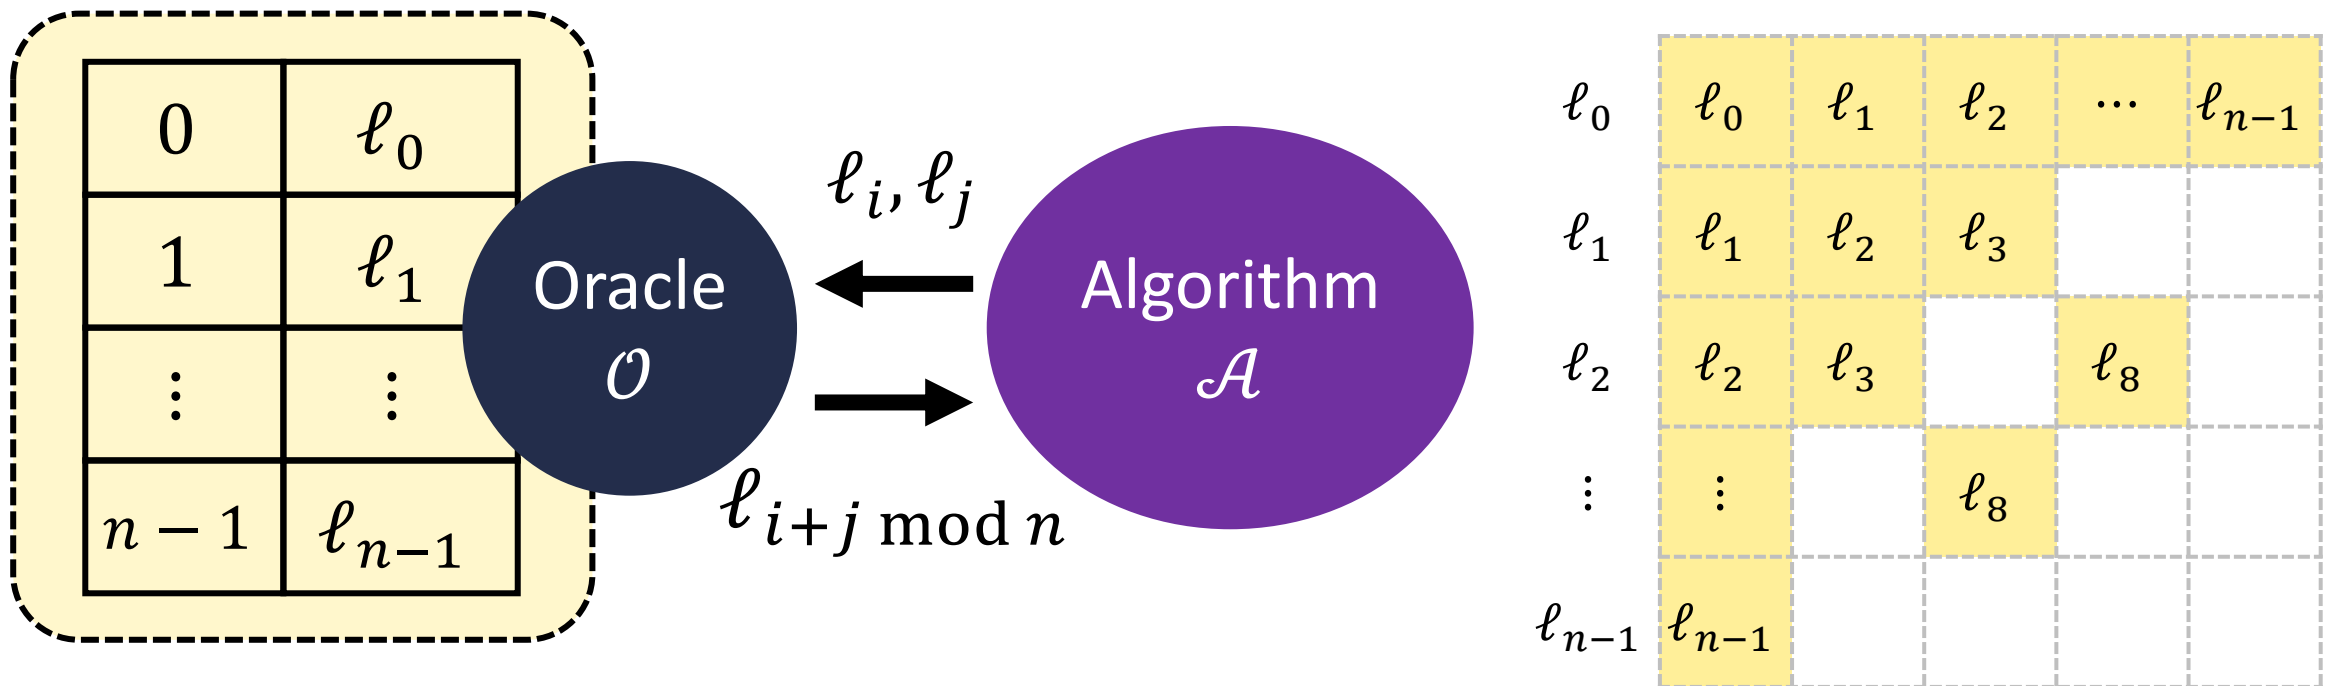 0 ℓ₀
1 ℓ₁
⋮ ⋮
n − 1 ℓₙ₋₁
Oracle
𝒪
ℓᵢ, ℓⱼ
ℓ_{i+j mod n}
Algorithm
𝒜
ℓ₀ ℓ₀ ℓ₁ ℓ₂ ⋯ ℓₙ₋₁
ℓ₁ ℓ₁ ℓ₂ ℓ₃
ℓ₂ ℓ₂ ℓ₃ ℓ₈
⋮ ⋮ ℓ₈
ℓₙ₋₁ ℓₙ₋₁